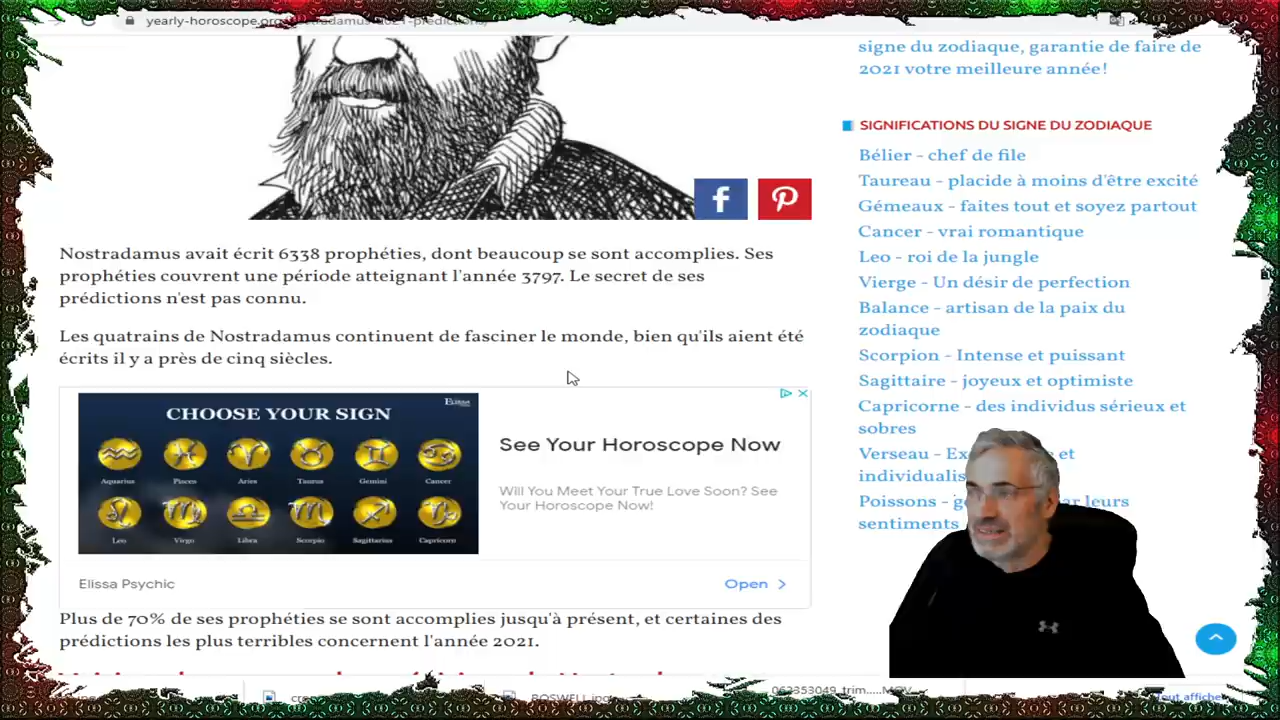 yearly-horoscope.org
signe du zodiaque, garantie de faire de
2021 votre meilleure année!
f
Nostradamus avait écrit 6338 prophéties, dont beaucoup se sont accomplies. Ses
prophéties couvrent une période atteignant l'année 3797. Le secret de ses
prédictions n'est pas connu.
Les quatrains de Nostradamus continuent de fasciner le monde, bien qu'ils aient été
écrits il y a près de cinq siècles.
CHOOSE YOUR SIGN
Aquarius Pisces Aries Taurus Gemini Cancer
Leo Virgo Libra Scorpio Sagittarius Capricorn
See Your Horoscope Now
Will You Meet Your True Love Soon? See
Your Horoscope Now!
Elissa Psychic
Open
Plus de 70% de ses prophéties se sont accomplies jusqu'à présent, et certaines des
prédictions les plus terribles concernent l'année 2021.
SIGNIFICATIONS DU SIGNE DU ZODIAQUE
Bélier - chef de file
Taureau - placide à moins d'être excité
Gémeaux - faites tout et soyez partout
Cancer - vrai romantique
Leo - roi de la jungle
Vierge - Un désir de perfection
Balance - artisan de la paix du
zodiaque
Scorpion - Intense et puissant
Sagittaire - joyeux et optimiste
Capricorne - des individus sérieux et
sobres
Verseau - et
Poissons - leurs
sentiments
BOSWELL.jpg